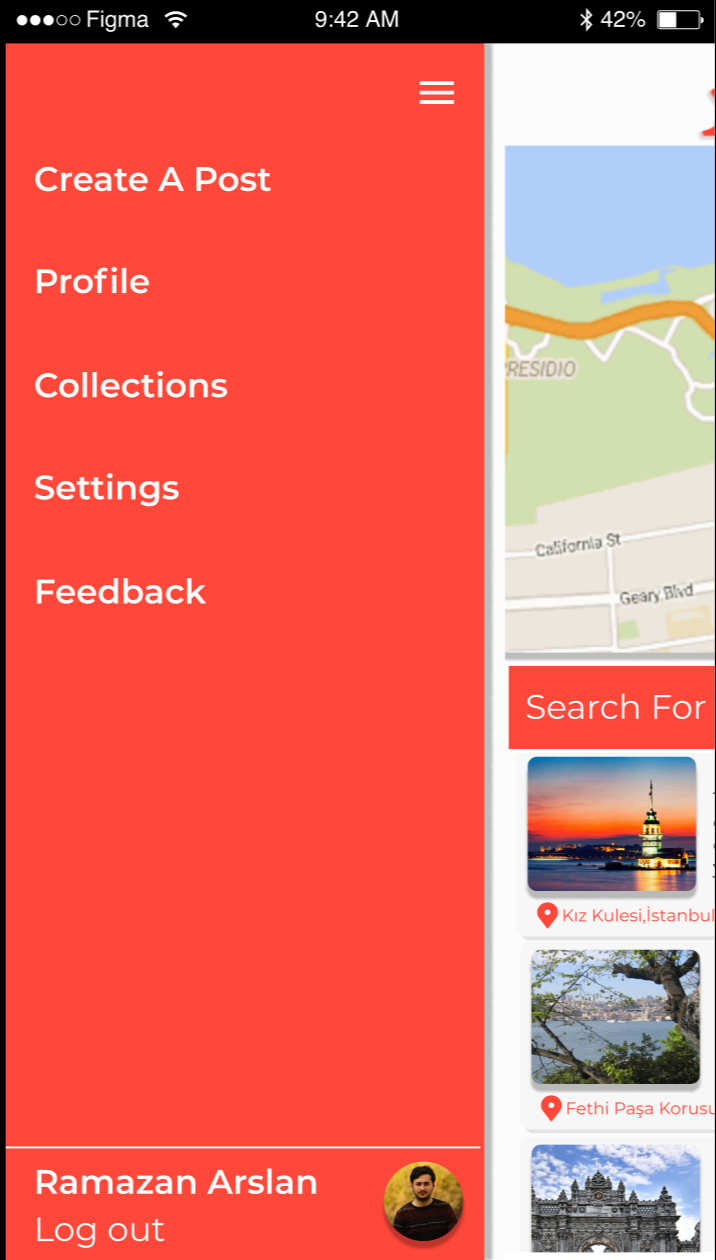 Figma
9:42 AM
42%
Create A Post
Profile
Collections
Settings
Feedback
PRESIDIO
California St
Geary Blvd
Search For
Kız Kulesi,İstanbul
Fethi Paşa Korusu
Ramazan Arslan
Log out